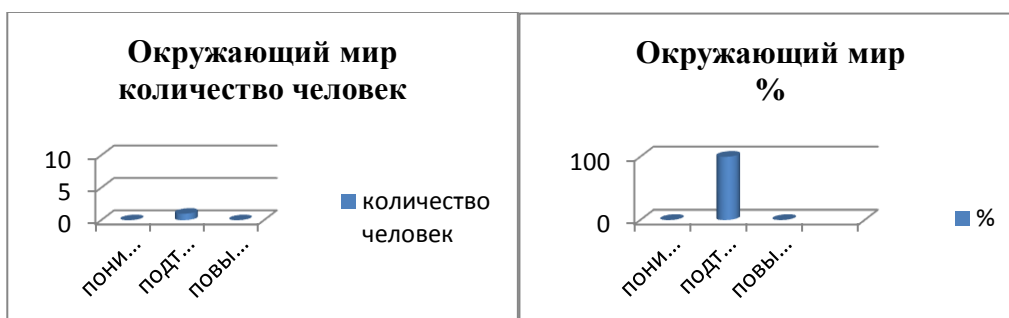 Окружающий мир
количество человек
10
5
0
пони...
подт...
повы...
количество
человек
Окружающий мир
%
100
0
пони...
подт...
повы...
%